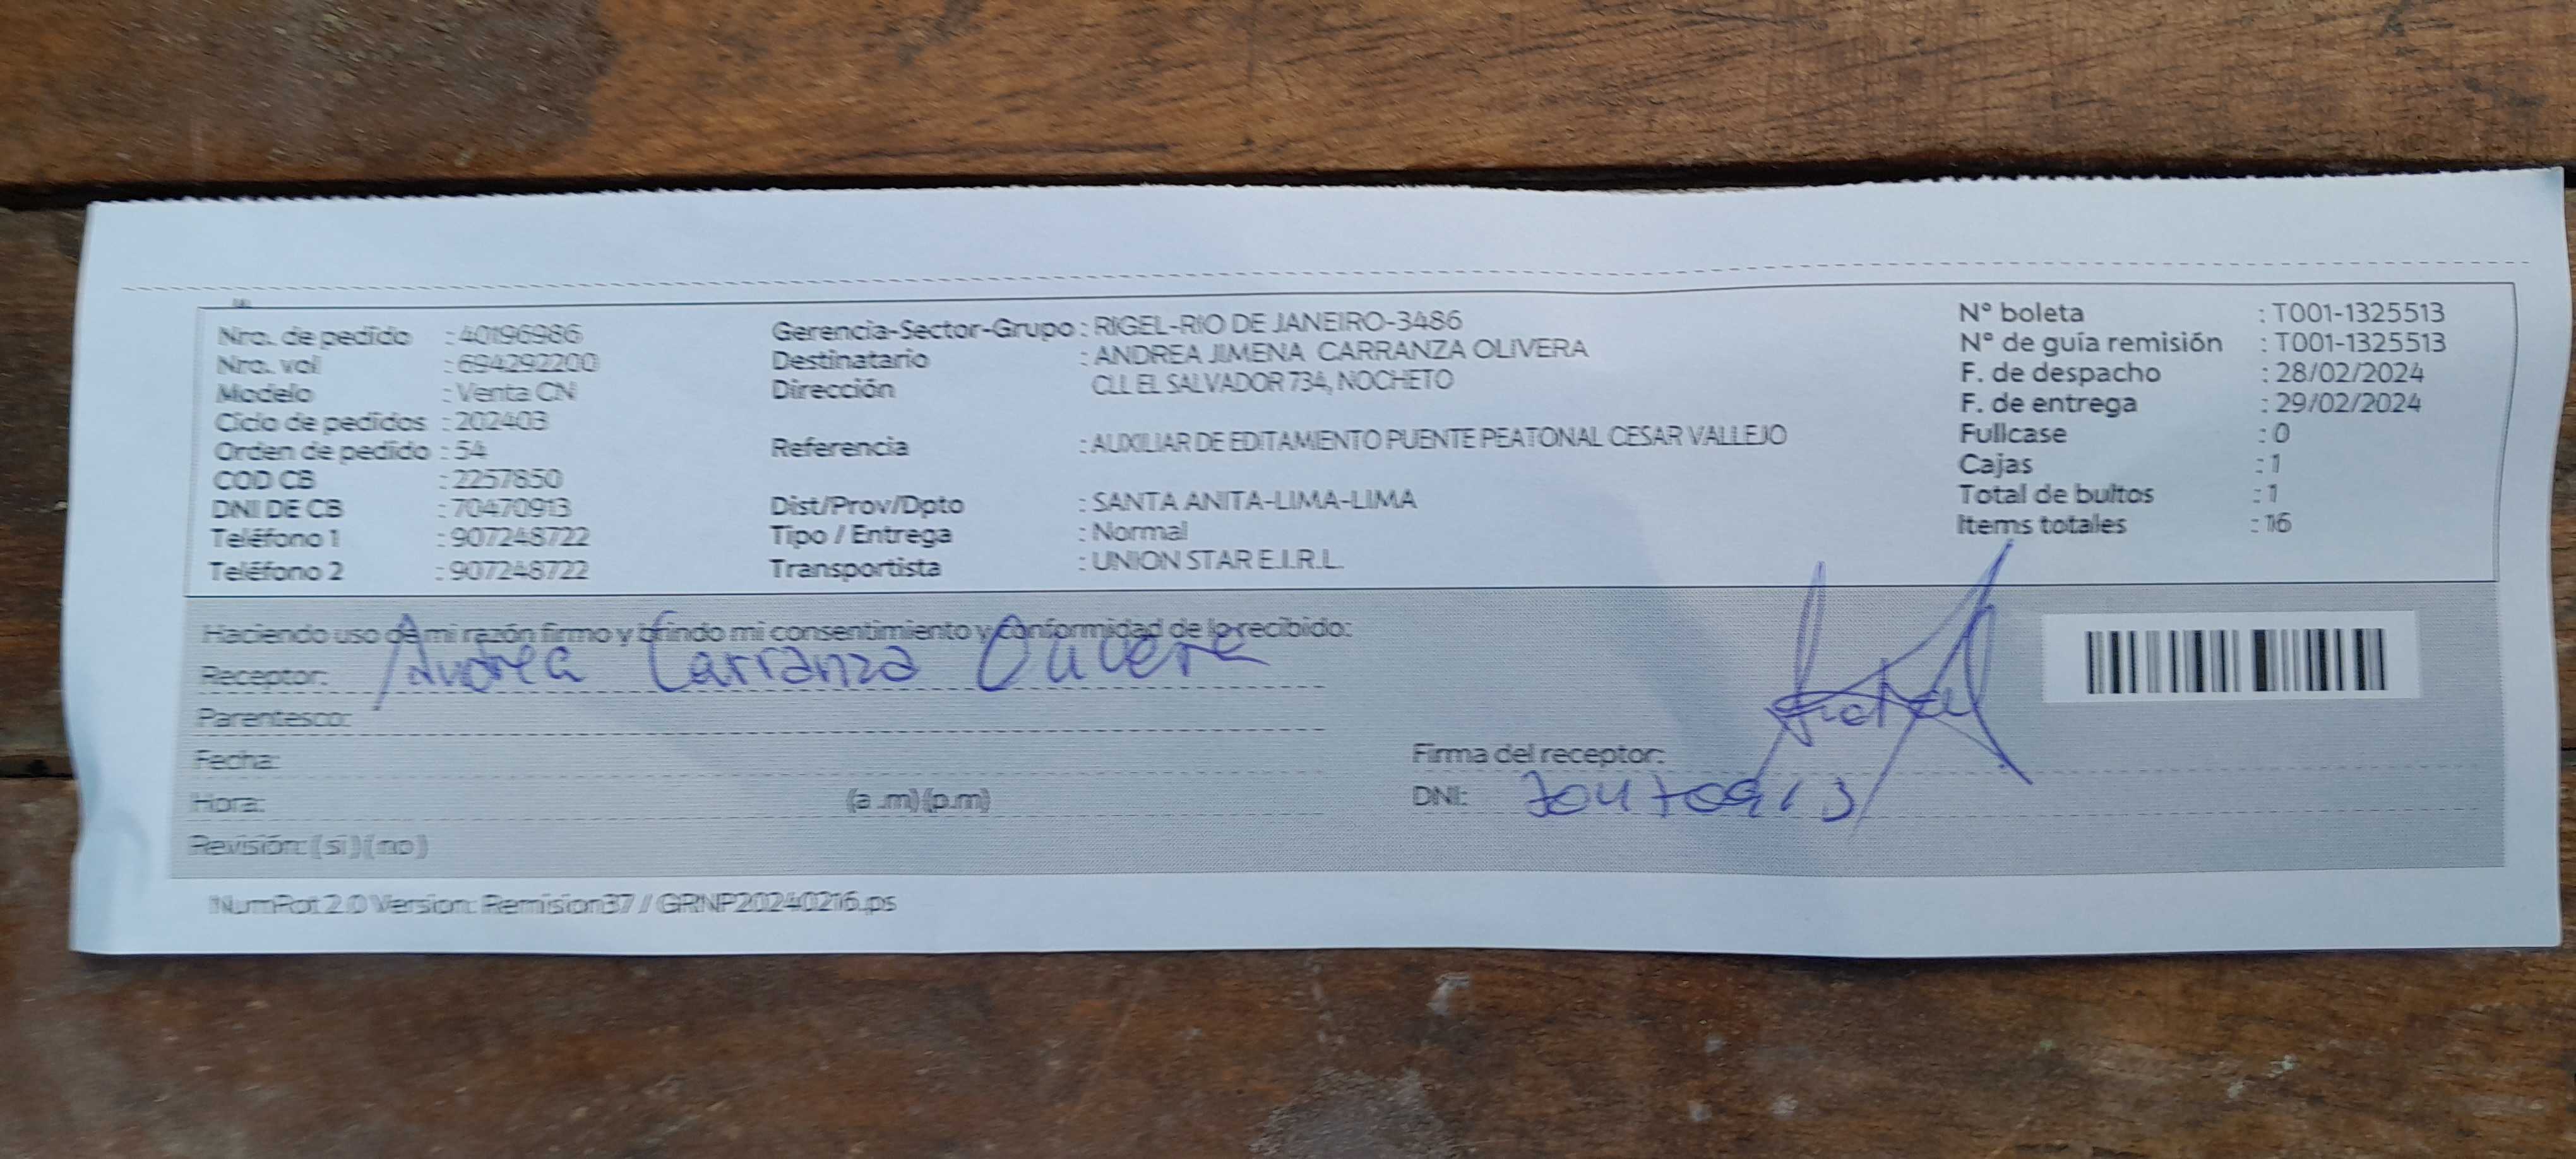 Nro. de pedido : 40196986
Nro. vol : 694292200
Modelo : Venta CN
Ciclo de pedidos : 202403
Orden de pedido : 54
COD CB : 2257850
DNI DE CB : 70470913
Teléfono 1 : 907248722
Teléfono 2 : 907248722
Gerencia-Sector-Grupo : RIGEL-RIO DE JANEIRO-3486
Destinatario : ANDREA JIMENA CARRANZA OLIVERA
Dirección CLL EL SALVADOR 734, NOCHETO
Referencia : AUXILIAR DE EDITAMIENTO PUENTE PEATONAL CESAR VALLEJO
Dist/Prov/Dpto : SANTA ANITA-LIMA-LIMA
Tipo / Entrega : Normal
Transportista : UNION STAR E.I.R.L.
N° boleta : T001-1325513
N° de guía remisión : T001-1325513
F. de despacho : 28/02/2024
F. de entrega : 29/02/2024
Fullcase : 0
Cajas : 1
Total de bultos : 1
Items totales : 16
Haciendo uso de mi razón firmo y brindo mi consentimiento y conformidad de lo recibido:
Receptor: Andrea Carranza Olivera
Parentesco:
Fecha:
Hora: (a .m) (p.m)
Revisión: ( si ) ( no )
Firma del receptor:
DNI: 70470913
NumRot 2.0 Version: Remision37 / GRNP20240216.ps